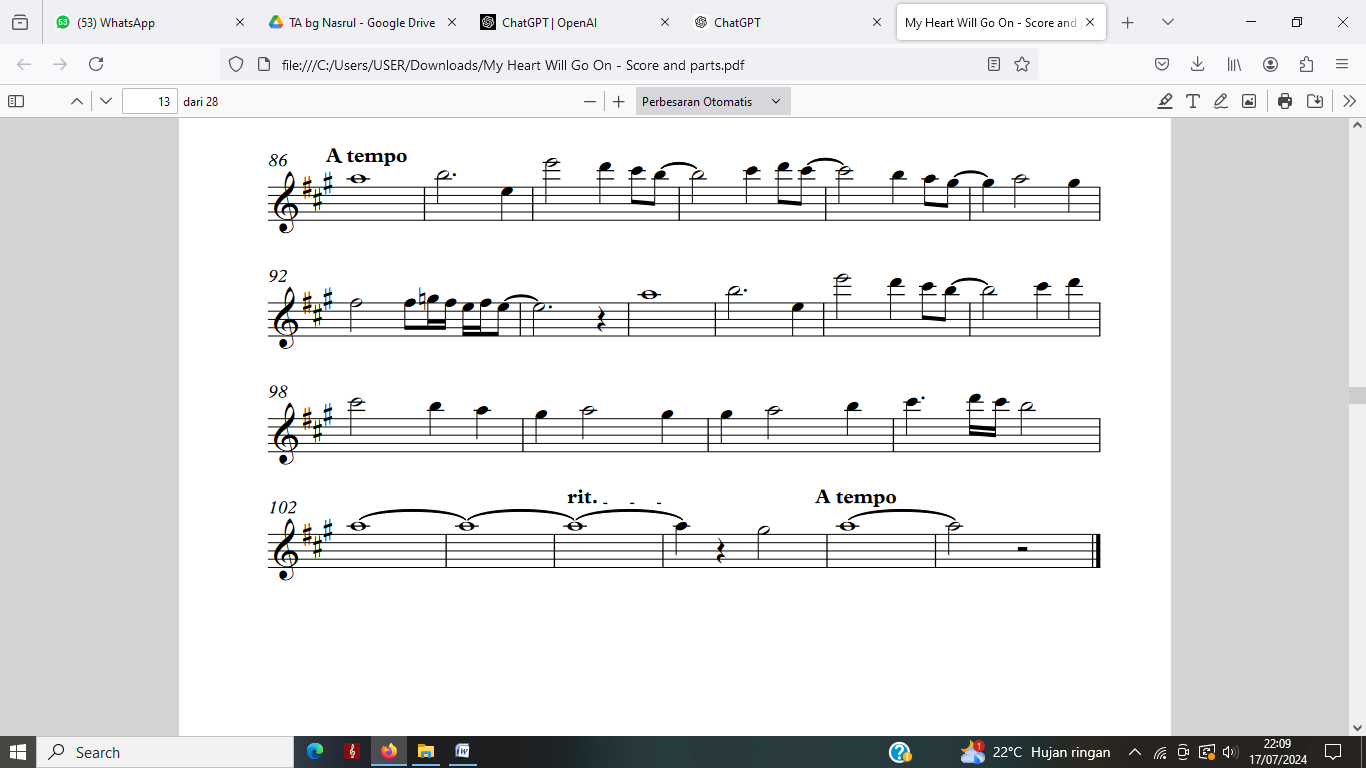 (53) WhatsApp
TA bg Nasrul - Google Drive
ChatGPT | OpenAI
ChatGPT
My Heart Will Go On - Score and
file:///C:/Users/USER/Downloads/My Heart Will Go On - Score and parts.pdf
13 dari 28
Perbesaran Otomatis
86 A tempo
92
98
102 rit. - - - A tempo
Search
22°C Hujan ringan
22:09
17/07/2024